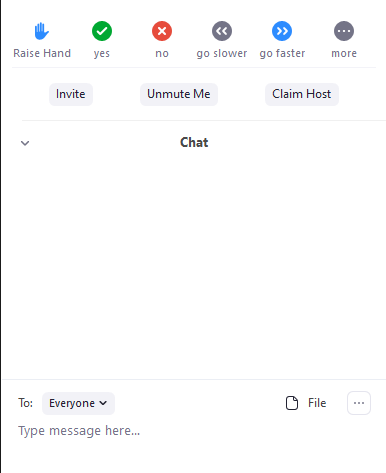 Raise Hand yes no go slower go faster more
Invite Unmute Me Claim Host
Chat
To: Everyone File
Type message here...